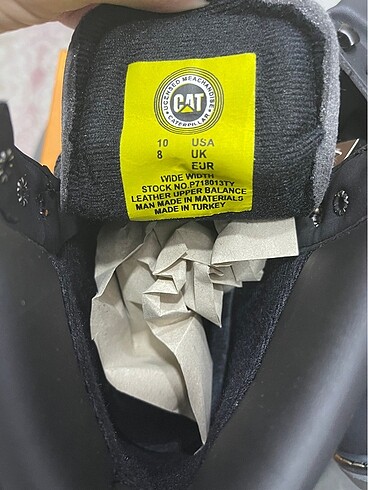 LICENSED MERCHANDISE
CAT
CATERPILLAR
10 USA
8 UK
EUR
WIDE WIDTH
STOCK NO.P718013TY
LEATHER UPPER BALANCE
MAN MADE IN MATERIALS
MADE IN TURKEY